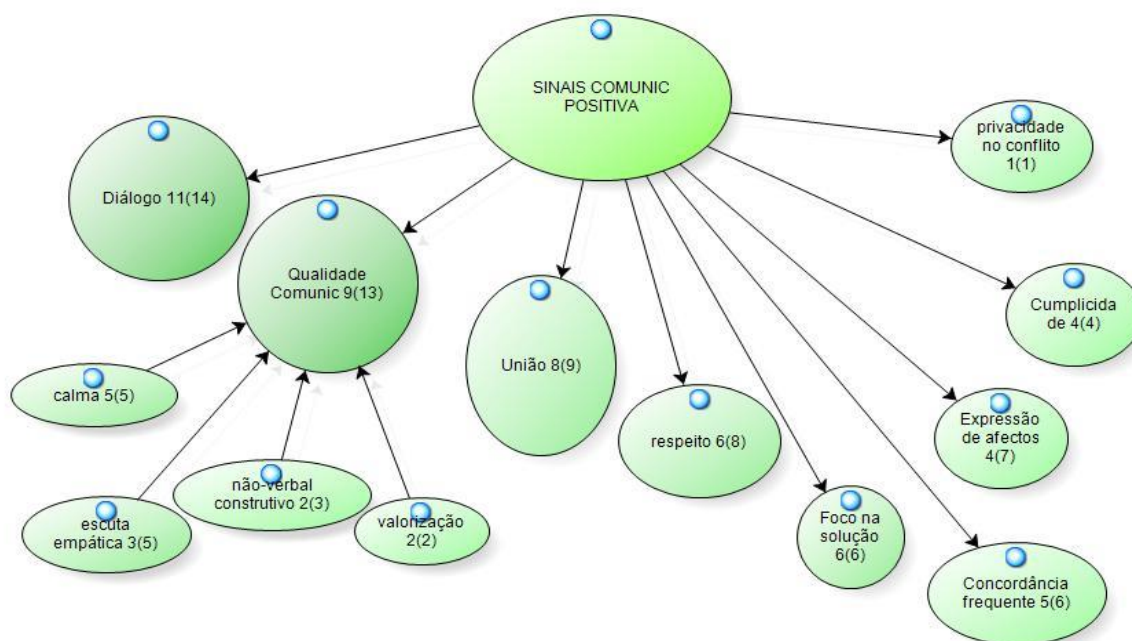 SINAIS COMUNIC
POSITIVA
privacidade
no conflito
1(1)
Diálogo 11(14)
Qualidade
Comunic 9(13)
Cumplicida
de 4(4)
União 8(9)
calma 5(5)
respeito 6(8)
Expressão
de afectos
4(7)
não-verbal
construtivo 2(3)
escuta
empática 3(5)
valorização
2(2)
Foco na
solução
6(6)
Concordância
frequente 5(6)